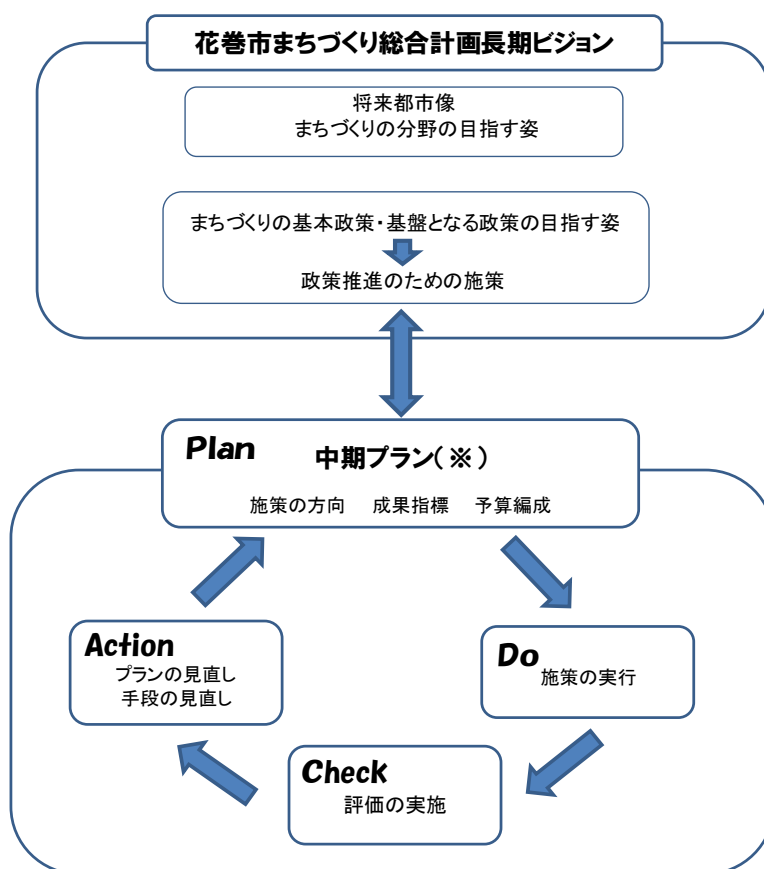 花巻市まちづくり総合計画長期ビジョン
将来都市像
まちづくりの分野の目指す姿
まちづくりの基本政策・基盤となる政策の目指す姿
政策推進のための施策
Plan 中期プラン(※)
施策の方向 成果指標 予算編成
Action
プランの見直し
手段の見直し
Do
施策の実行
Check
評価の実施